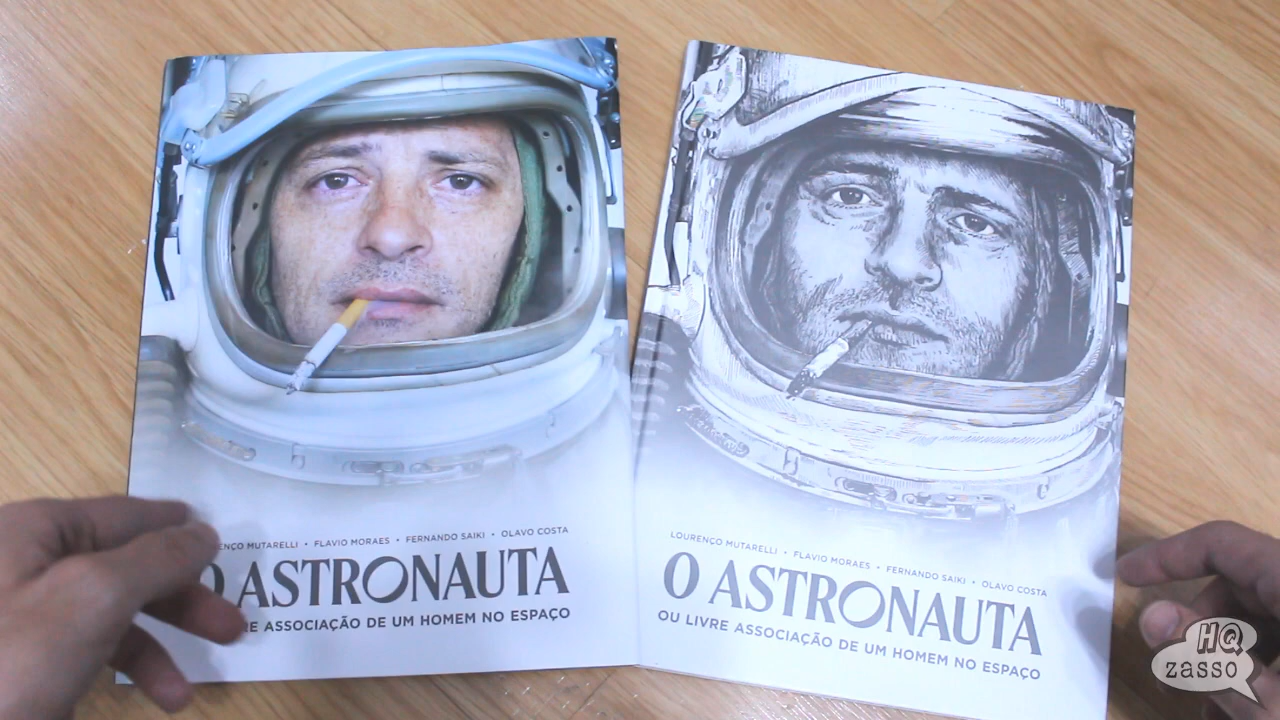 RENÇO MUTARELLI • FLAVIO MORAES • FERNANDO SAIKI • OLAVO COSTA
O ASTRONAUTA
RE ASSOCIAÇÃO DE UM HOMEM NO ESPAÇO
LOURENÇO MUTARELLI • FLAVIO MORAES • FERNANDO SAIKI • OLAVO COSTA
O ASTRONAUTA
OU LIVRE ASSOCIAÇÃO DE UM HOMEM NO ESPAÇO
HQ
zasso